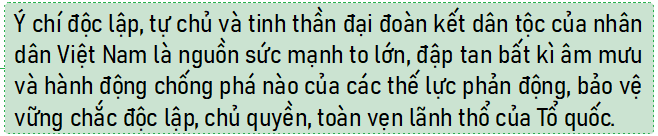 Ý chí độc lập, tự chủ và tinh thần đại đoàn kết dân tộc của nhân
dân Việt Nam là nguồn sức mạnh to lớn, đập tan bất kì âm mưu
và hành động chống phá nào của các thế lực phản động, bảo vệ
vững chắc độc lập, chủ quyền, toàn vẹn lãnh thổ của Tổ quốc.